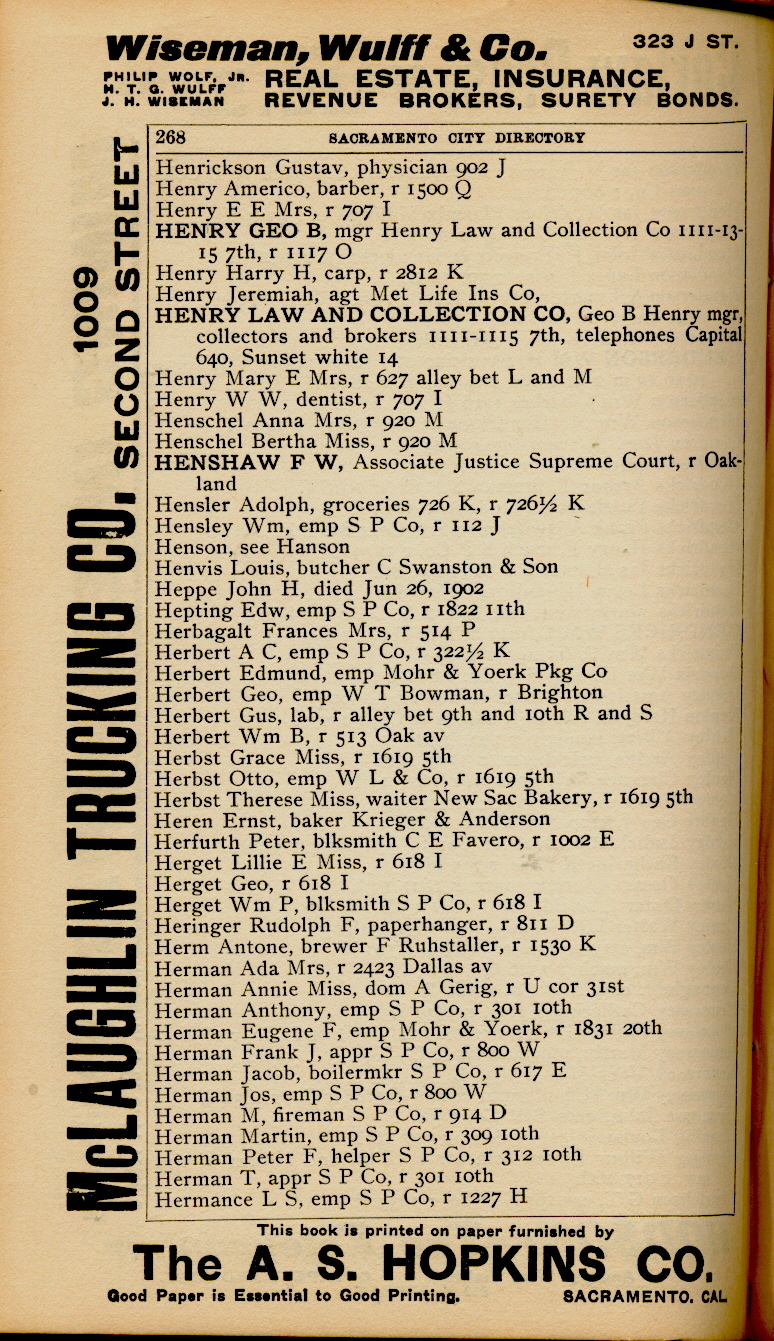 Wiseman, Wulff & Co. 323 J ST.
PHILIP WOLF, JR.
H. T. G. WULFF
J. H. WISEMAN
REAL ESTATE, INSURANCE,
REVENUE BROKERS, SURETY BONDS.
McLAUGHLIN TRUCKING CO. 1009 SECOND STREET
268 SACRAMENTO CITY DIRECTORY
Henrickson Gustav, physician 902 J
Henry Americo, barber, r 1500 Q
Henry E E Mrs, r 707 I
HENRY GEO B, mgr Henry Law and Collection Co 1111-13-
15 7th, r 1117 O
Henry Harry H, carp, r 2812 K
Henry Jeremiah, agt Met Life Ins Co,
HENRY LAW AND COLLECTION CO, Geo B Henry mgr,
collectors and brokers 1111-1115 7th, telephones Capital
640, Sunset white 14
Henry Mary E Mrs, r 627 alley bet L and M
Henry W W, dentist, r 707 I
Henschel Anna Mrs, r 920 M
Henschel Bertha Miss, r 920 M
HENSHAW F W, Associate Justice Supreme Court, r Oak-
land
Hensler Adolph, groceries 726 K, r 726½ K
Hensley Wm, emp S P Co, r 112 J
Henson, see Hanson
Henvis Louis, butcher C Swanston & Son
Heppe John H, died Jun 26, 1902
Hepting Edw, emp S P Co, r 1822 11th
Herbagalt Frances Mrs, r 514 P
Herbert A C, emp S P Co, r 322½ K
Herbert Edmund, emp Mohr & Yoerk Pkg Co
Herbert Geo, emp W T Bowman, r Brighton
Herbert Gus, lab, r alley bet 9th and 10th R and S
Herbert Wm B, r 513 Oak av
Herbst Grace Miss, r 1619 5th
Herbst Otto, emp W L & Co, r 1619 5th
Herbst Therese Miss, waiter New Sac Bakery, r 1619 5th
Heren Ernst, baker Krieger & Anderson
Herfurth Peter, blksmith C E Favero, r 1002 E
Herget Lillie E Miss, r 618 I
Herget Geo, r 618 I
Herget Wm P, blksmith S P Co, r 618 I
Heringer Rudolph F, paperhanger, r 811 D
Herm Antone, brewer F Ruhstaller, r 1530 K
Herman Ada Mrs, r 2423 Dallas av
Herman Annie Miss, dom A Gerig, r U cor 31st
Herman Anthony, emp S P Co, r 301 10th
Herman Eugene F, emp Mohr & Yoerk, r 1831 20th
Herman Frank J, appr S P Co, r 800 W
Herman Jacob, boilermkr S P Co, r 617 E
Herman Jos, emp S P Co, r 800 W
Herman M, fireman S P Co, r 914 D
Herman Martin, emp S P Co, r 309 10th
Herman Peter F, helper S P Co, r 312 10th
Herman T, appr S P Co, r 301 10th
Hermance L S, emp S P Co, r 1227 H
This book is printed on paper furnished by
The A. S. HOPKINS CO.
Good Paper is Essential to Good Printing. SACRAMENTO. CAL